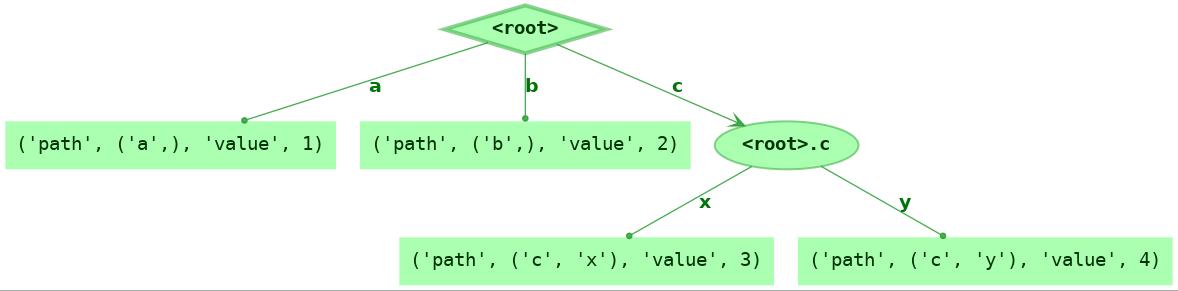 <root>
a b c
('path', ('a',), 'value', 1) ('path', ('b',), 'value', 2) <root>.c
x y
('path', ('c', 'x'), 'value', 3) ('path', ('c', 'y'), 'value', 4)